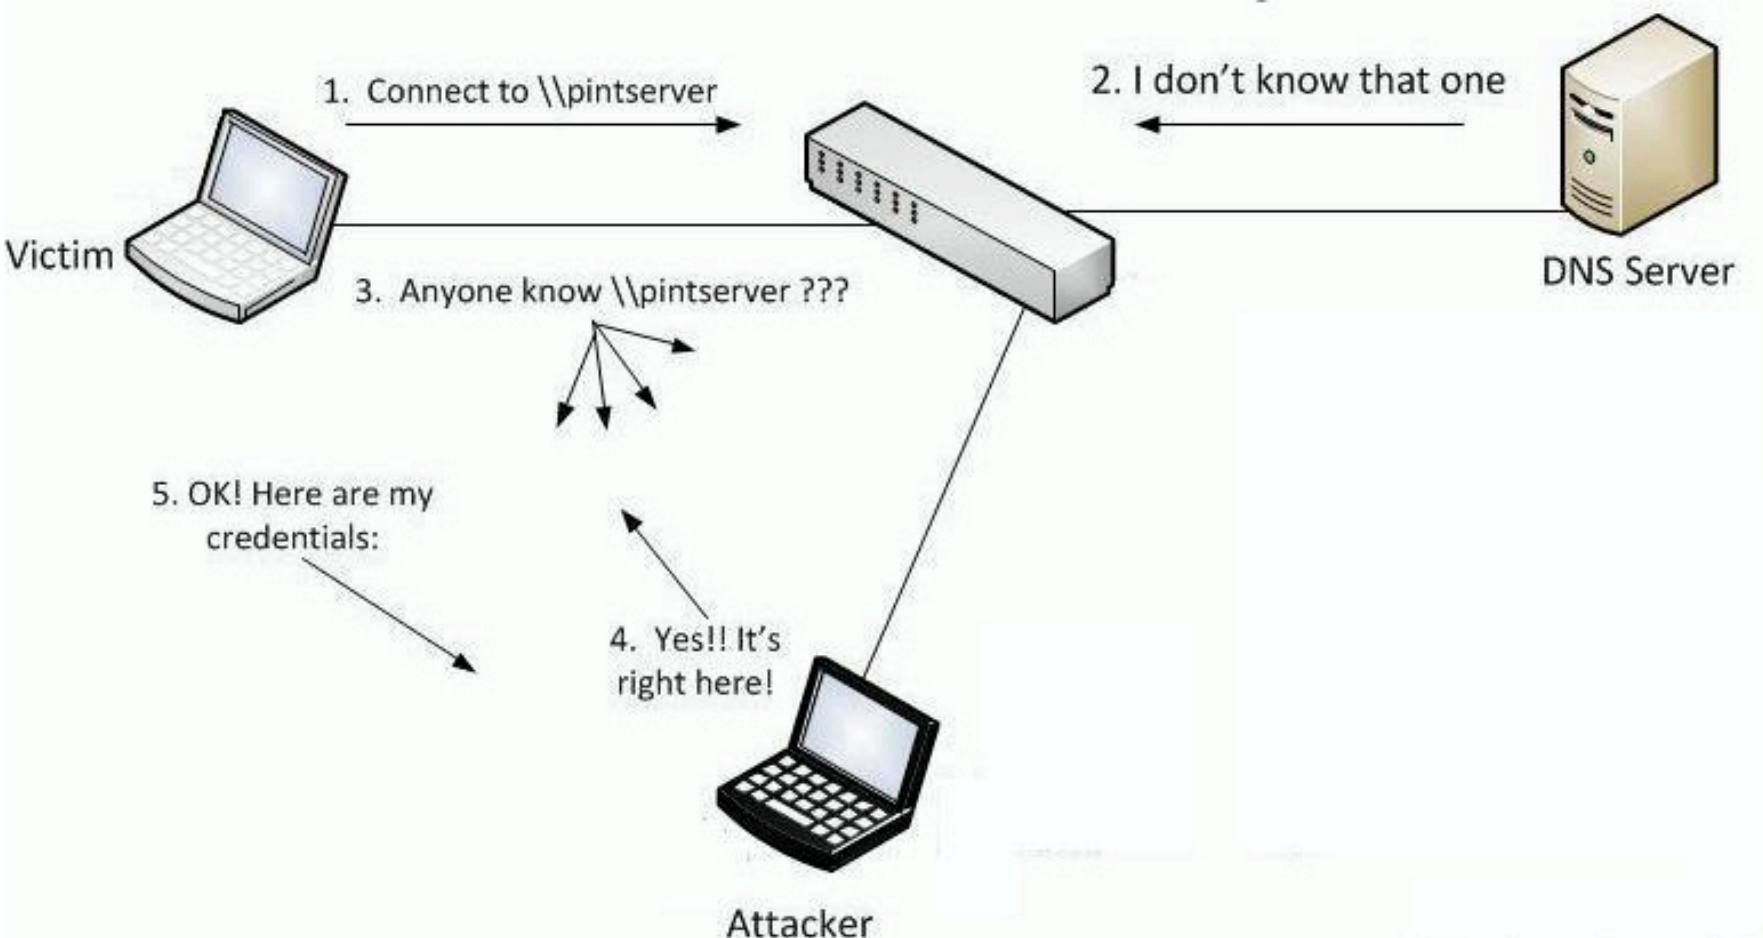 1. Connect to \\pintserver
2. I don't know that one
Victim
DNS Server
3. Anyone know \\pintserver ???
5. OK! Here are my
credentials:
4. Yes!! It's
right here!
Attacker